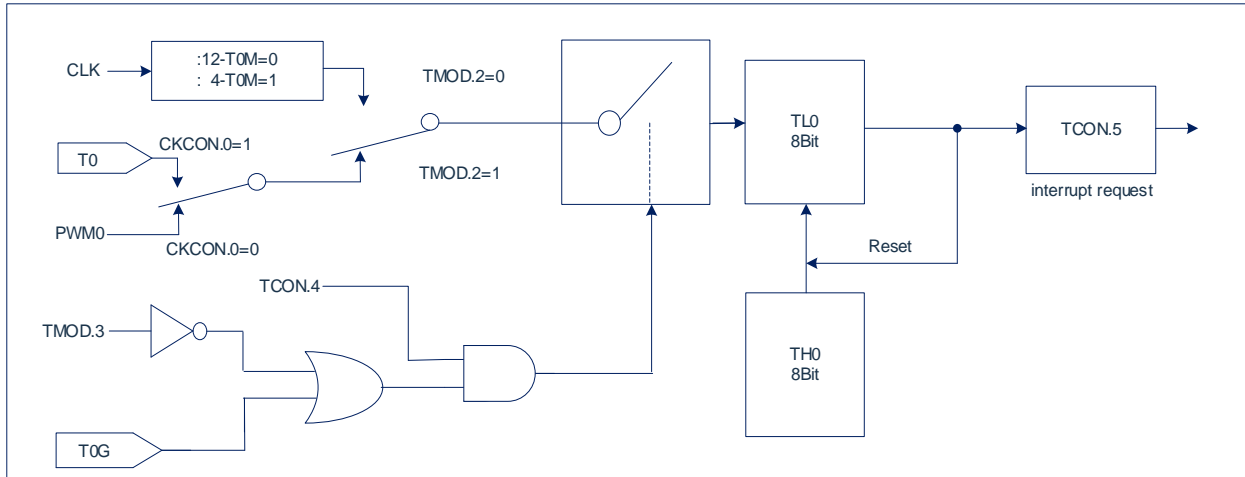 :12-T0M=0
: 4-T0M=1
CLK
TMOD.2=0
CKCON.0=1
T0
TMOD.2=1
PWM0
CKCON.0=0
TL0
8Bit
TCON.5
interrupt request
Reset
TCON.4
TMOD.3
TH0
8Bit
T0G